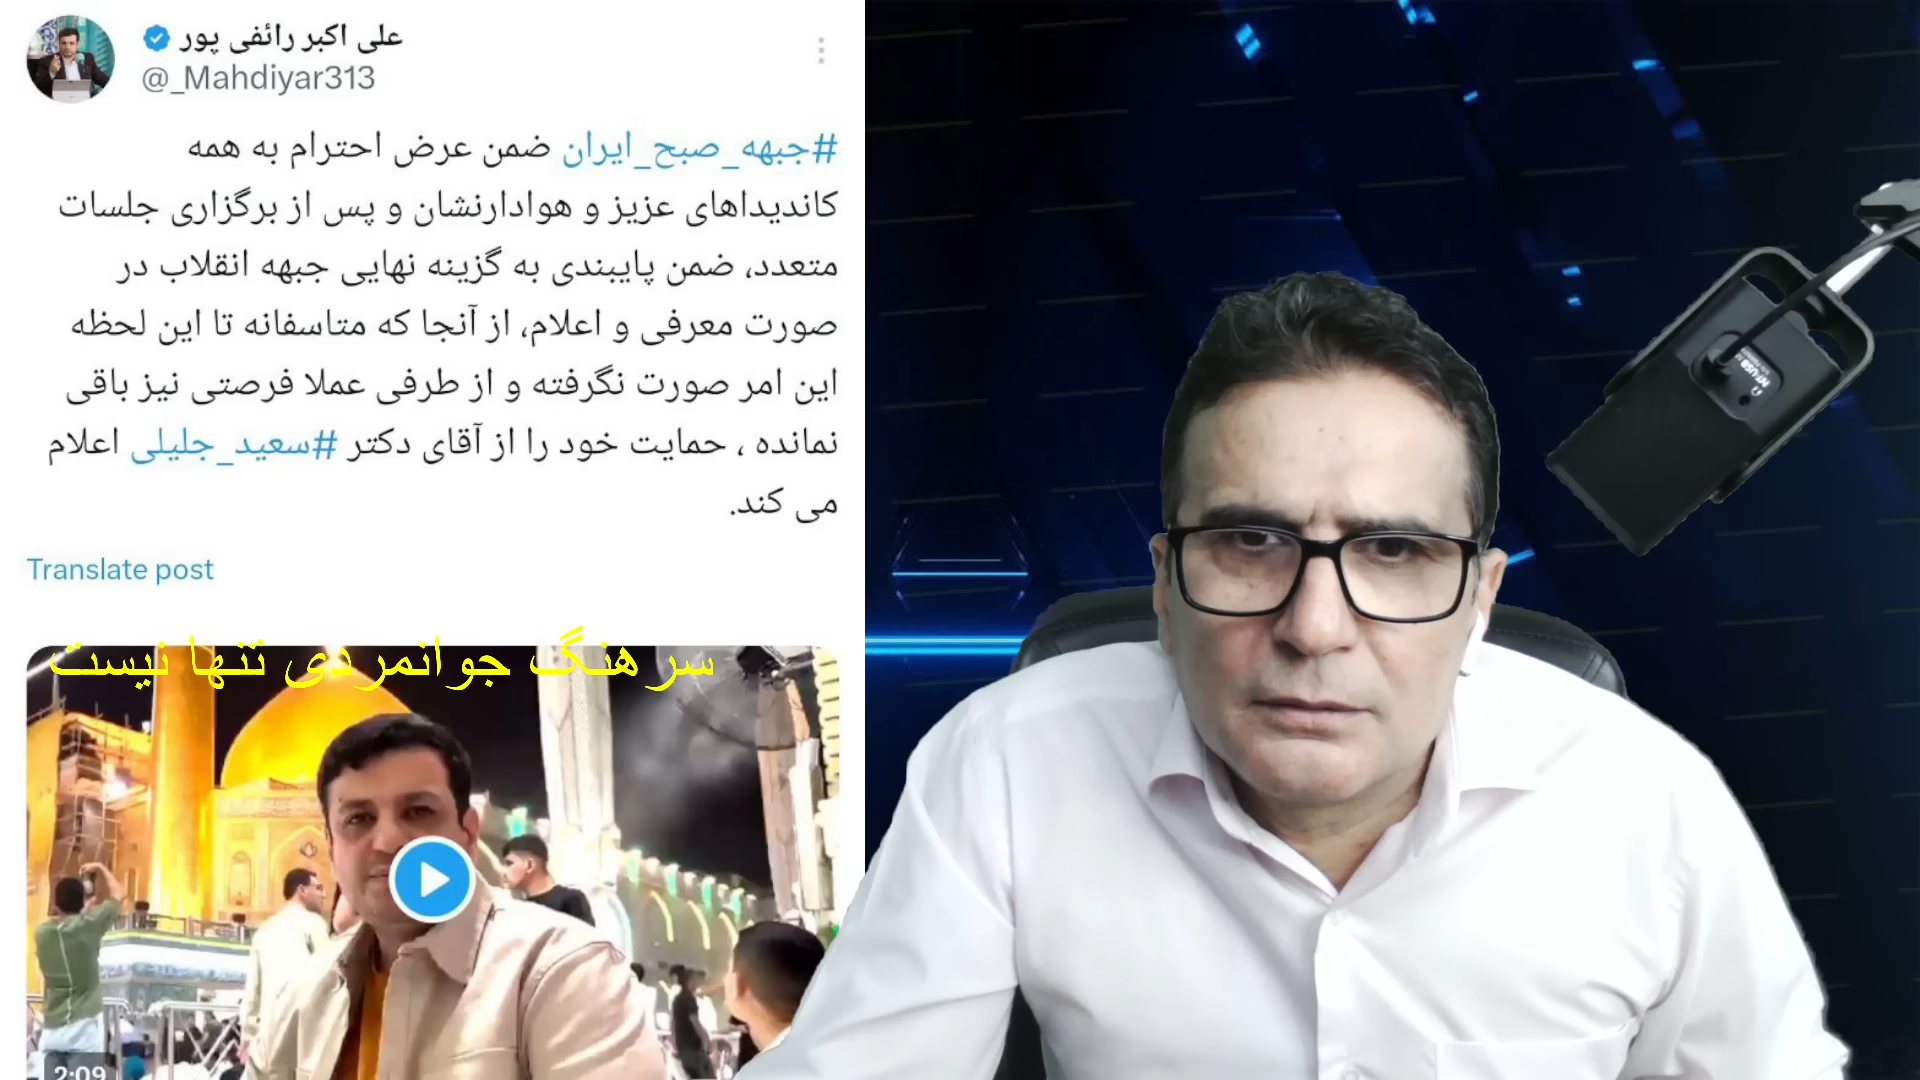 علی اکبر رائفی پور
@_Mahdiyar313
#جبهه_صبح_ایران ضمن عرض احترام به همه
کاندیداهای عزیز و هوادارنشان و پس از برگزاری جلسات
متعدد، ضمن پایبندی به گزینه نهایی جبهه انقلاب در
صورت معرفی و اعلام، از آنجا که متاسفانه تا این لحظه
این امر صورت نگرفته و از طرفی عملا فرصتی نیز باقی
نمانده ، حمایت خود را از آقای دکتر #سعید_جلیلی اعلام
می کند.
Translate post
سرهنگ جوانمردی تنها نیست
2:09
NT-USB